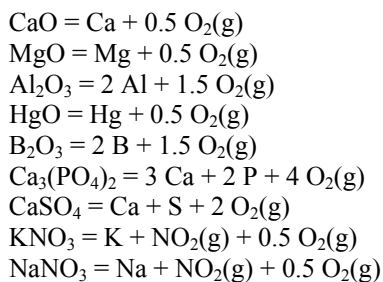 CaO = Ca + 0.5 O₂(g)
MgO = Mg + 0.5 O₂(g)
Al₂O₃ = 2 Al + 1.5 O₂(g)
HgO = Hg + 0.5 O₂(g)
B₂O₃ = 2 B + 1.5 O₂(g)
Ca₃(PO₄)₂ = 3 Ca + 2 P + 4 O₂(g)
CaSO₄ = Ca + S + 2 O₂(g)
KNO₃ = K + NO₂(g) + 0.5 O₂(g)
NaNO₃ = Na + NO₂(g) + 0.5 O₂(g)